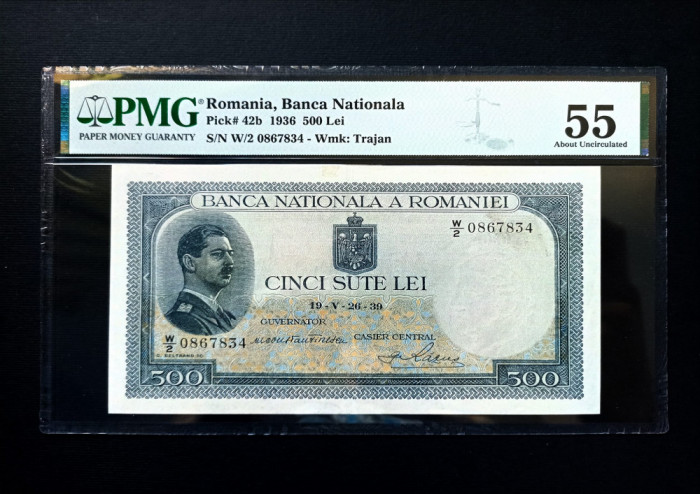 PMG® Romania, Banca Nationala
Pick# 42b 1936 500 Lei
PAPER MONEY GUARANTY S/N W/2 0867834 - Wmk: Trajan
55
About Uncirculated
BANCA NATIONALA A ROMANIEI
W/2 0867834
CINCI SUTE LEI
19-V-26-39
GUVERNATOR
CASIER CENTRAL
W/2 0867834
500
500